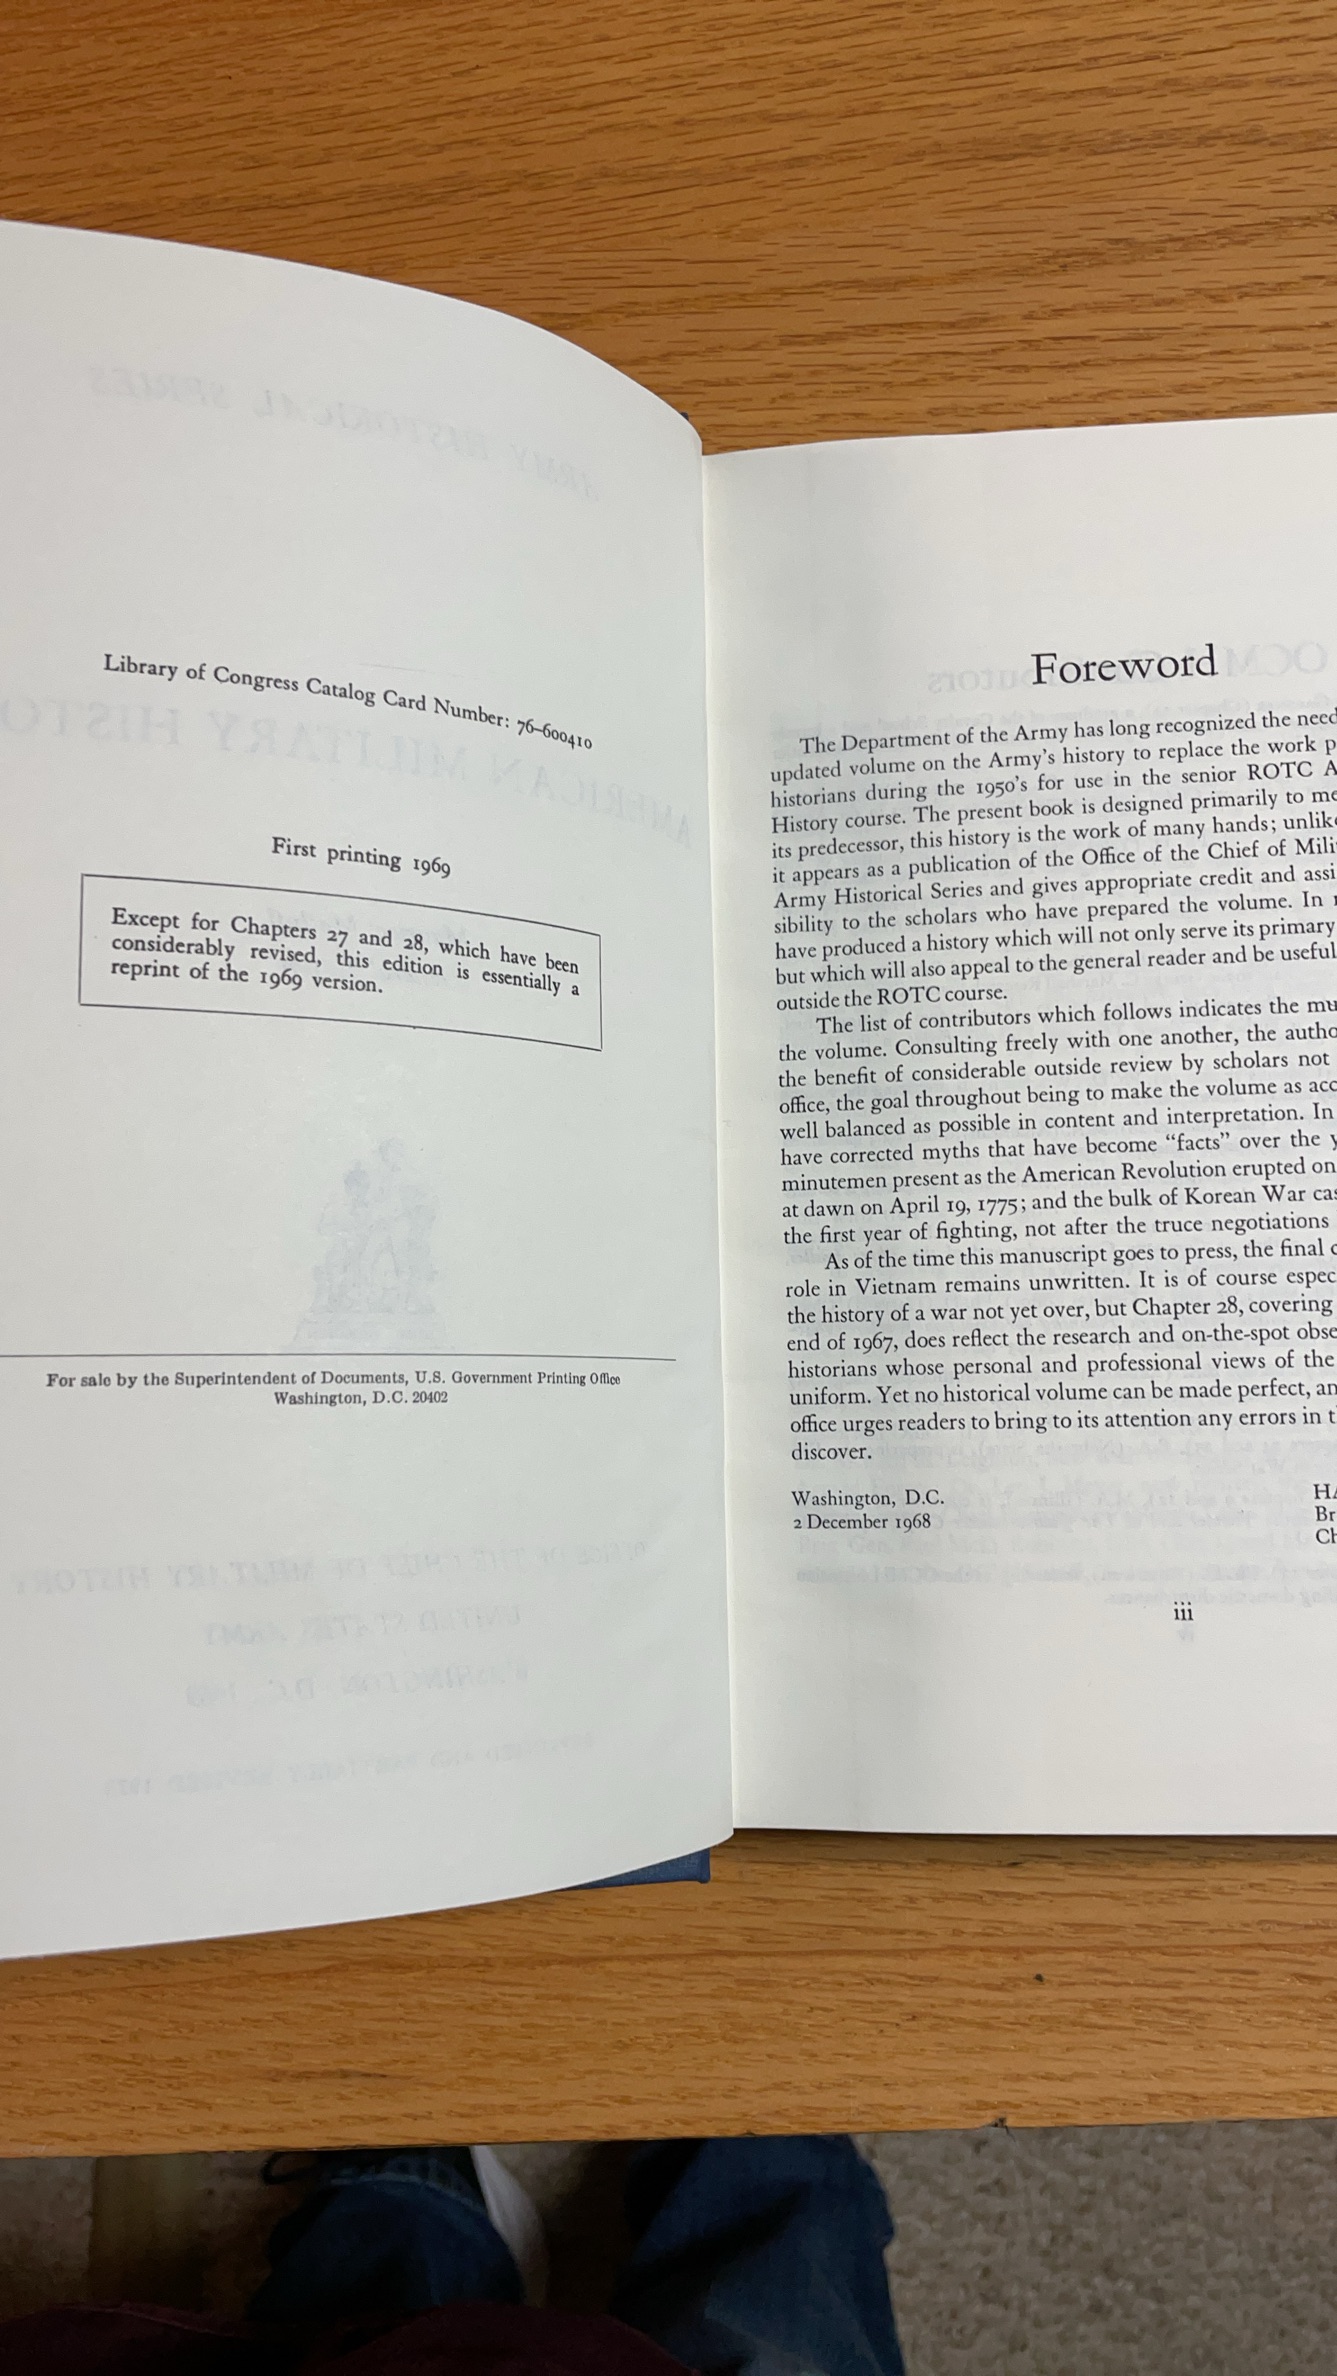 Library of Congress Catalog Card Number: 76–600410
First printing 1969
Except for Chapters 27 and 28, which have been
considerably revised, this edition is essentially a
reprint of the 1969 version.
For sale by the Superintendent of Documents, U.S. Government Printing Office
Washington, D.C. 20402
Foreword
The Department of the Army has long recognized the need
updated volume on the Army's history to replace the work p
historians during the 1950's for use in the senior ROTC A
History course. The present book is designed primarily to me
its predecessor, this history is the work of many hands; unlike
it appears as a publication of the Office of the Chief of Mili
Army Historical Series and gives appropriate credit and assi
sibility to the scholars who have prepared the volume. In
have produced a history which will not only serve its primary
but which will also appeal to the general reader and be useful
outside the ROTC course.
The list of contributors which follows indicates the mu
the volume. Consulting freely with one another, the autho
the benefit of considerable outside review by scholars not
office, the goal throughout being to make the volume as acc
well balanced as possible in content and interpretation. In
have corrected myths that have become “facts” over the y
minutemen present as the American Revolution erupted on
at dawn on April 19, 1775; and the bulk of Korean War cas
the first year of fighting, not after the truce negotiations
As of the time this manuscript goes to press, the final c
role in Vietnam remains unwritten. It is of course espec
the history of a war not yet over, but Chapter 28, covering
end of 1967, does reflect the research and on-the-spot obse
historians whose personal and professional views of the
uniform. Yet no historical volume can be made perfect, an
office urges readers to bring to its attention any errors in t
discover.
Washington, D.C.
2 December 1968
HA
Br
Ch
iii